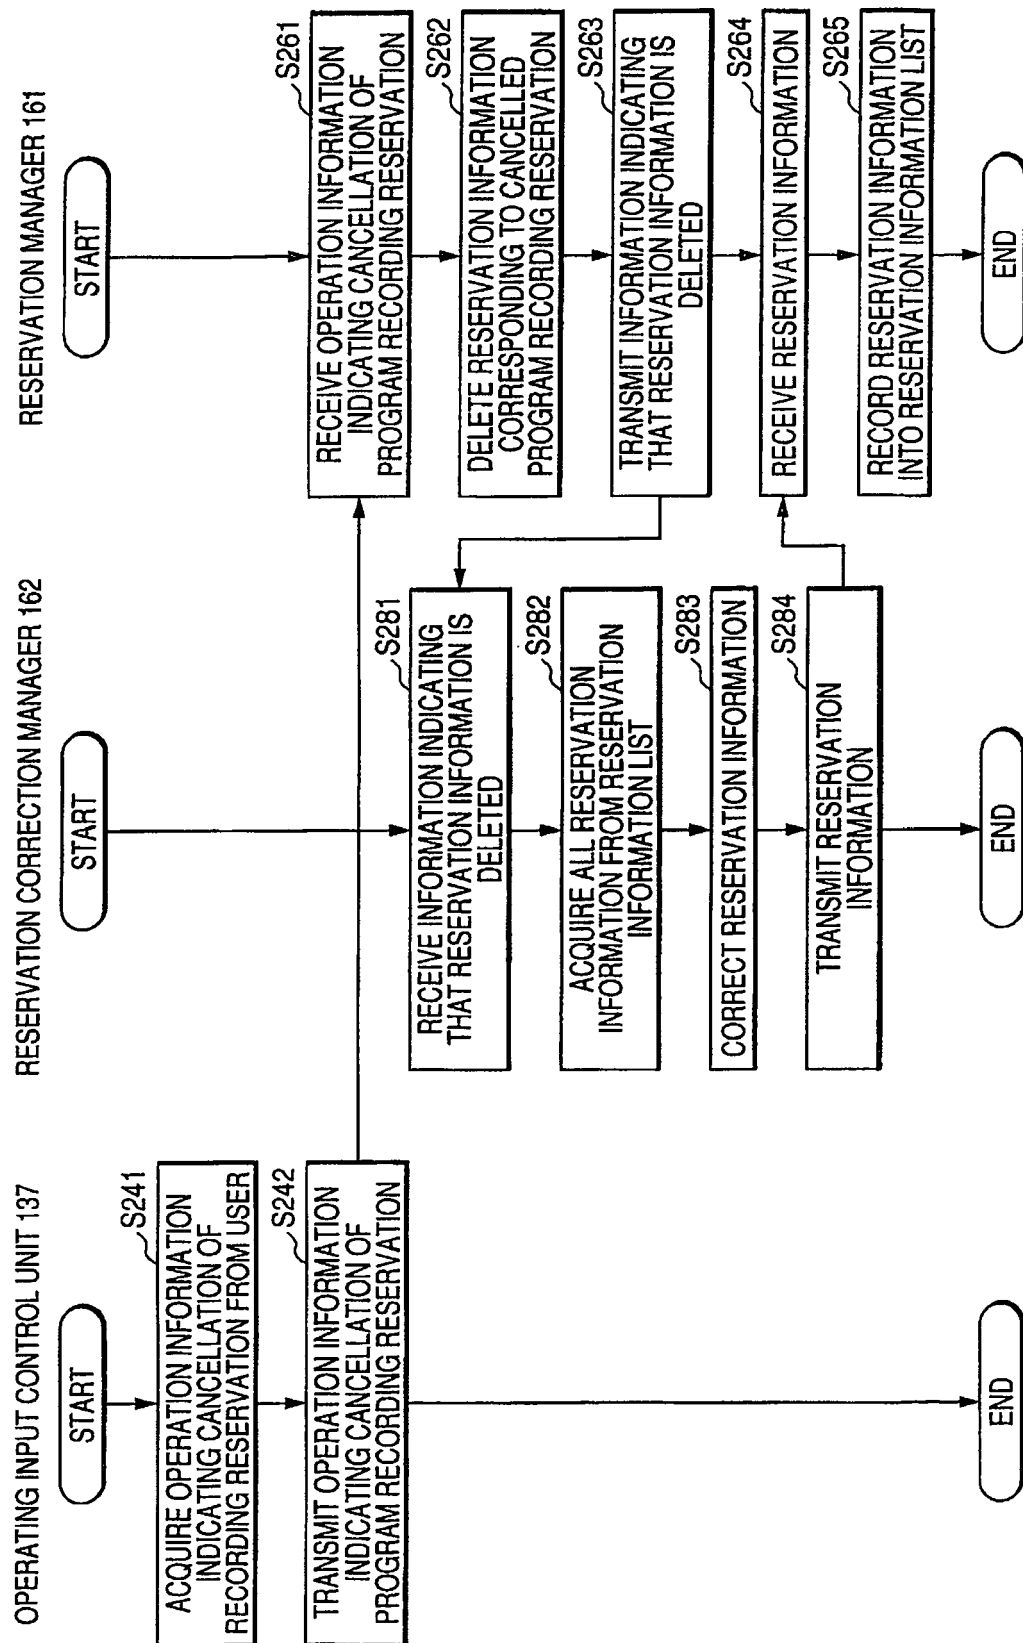 OPERATING INPUT CONTROL UNIT 137
START
S241
ACQUIRE OPERATION INFORMATION
INDICATING CANCELLATION OF
RECORDING RESERVATION FROM USER
S242
TRANSMIT OPERATION INFORMATION
INDICATING CANCELLATION OF
PROGRAM RECORDING RESERVATION
END
RESERVATION CORRECTION MANAGER 162
START
S281
RECEIVE INFORMATION INDICATING
THAT RESERVATION INFORMATION IS
DELETED
S282
ACQUIRE ALL RESERVATION
INFORMATION FROM RESERVATION
INFORMATION LIST
S283
CORRECT RESERVATION INFORMATION
S284
TRANSMIT RESERVATION
INFORMATION
END
RESERVATION MANAGER 161
START
S261
RECEIVE OPERATION INFORMATION
INDICATING CANCELLATION OF
PROGRAM RECORDING RESERVATION
S262
DELETE RESERVATION INFORMATION
CORRESPONDING TO CANCELLED
PROGRAM RECORDING RESERVATION
S263
TRANSMIT INFORMATION INDICATING
THAT RESERVATION INFORMATION IS
DELETED
S264
RECEIVE RESERVATION INFORMATION
S265
RECORD RESERVATION INFORMATION
INTO RESERVATION INFORMATION LIST
END